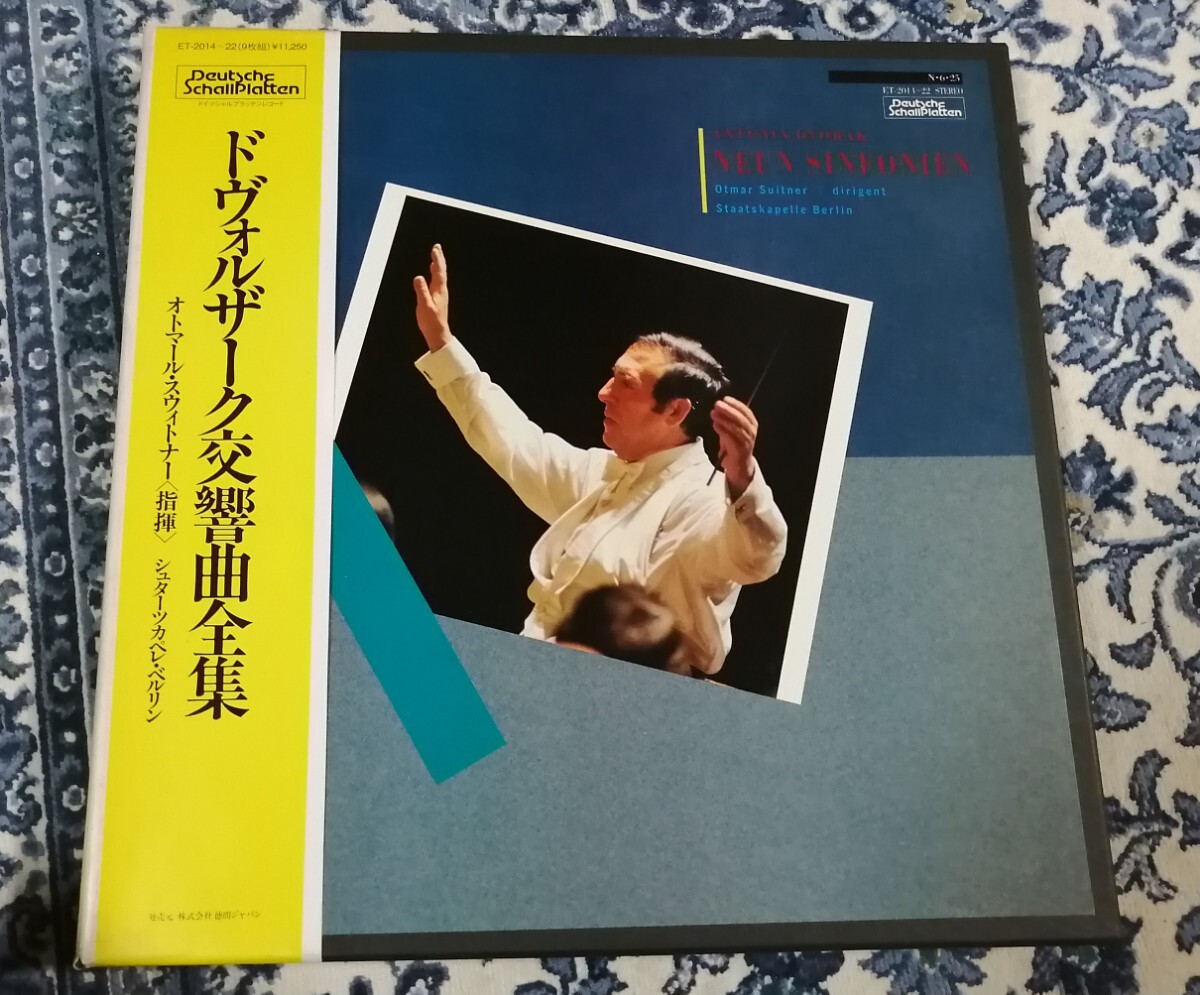 ET-2014〜22(9枚組)¥11,250
Deutsche
SchallPlatten
ドイツシャルプラッテンレコード
ドヴォルザーク交響曲全集
オトマール・スウィトナー〈指揮〉 シュターツカペレ・ベルリン
発売元 株式会社 徳間ジャパン
N・6・25
ET-2014〜22 STEREO
Deutsche
SchallPlatten
ANTONIN DVORAK
NEUN SINFONIEN
Otmar Suitner dirigent
Staatskapelle Berlin